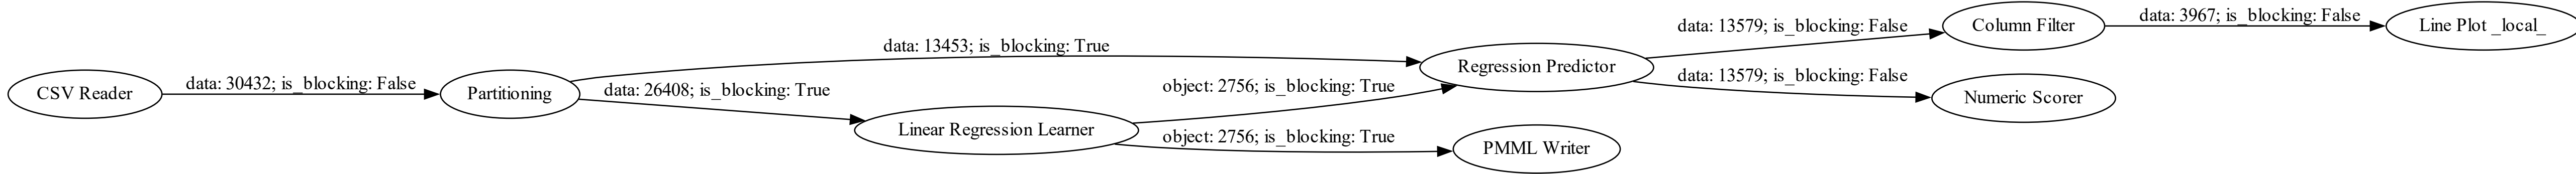 CSV Reader
data: 30432; is_blocking: False
Partitioning
data: 13453; is_blocking: True
data: 26408; is_blocking: True
Linear Regression Learner
object: 2756; is_blocking: True
object: 2756; is_blocking: True
Regression Predictor
PMML Writer
data: 13579; is_blocking: False
data: 13579; is_blocking: False
Column Filter
Numeric Scorer
data: 3967; is_blocking: False
Line Plot _local_